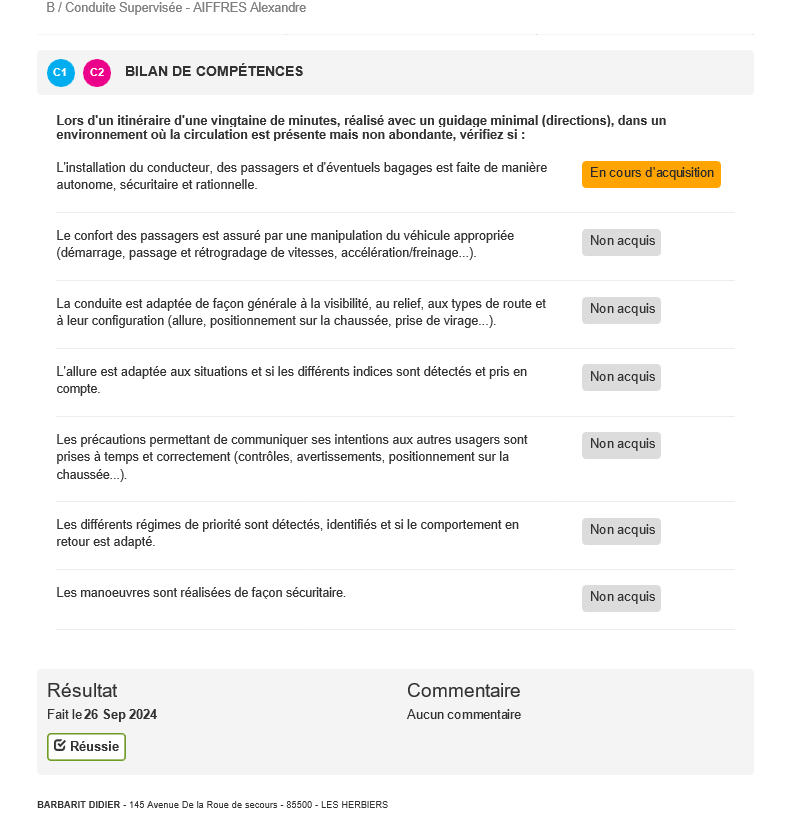 B / Conduite Supervisée - AIFFRES Alexandre
C1 C2 BILAN DE COMPÉTENCES
Lors d'un itinéraire d'une vingtaine de minutes, réalisé avec un guidage minimal (directions), dans un
environnement où la circulation est présente mais non abondante, vérifiez si :
L'installation du conducteur, des passagers et d'éventuels bagages est faite de manière
autonome, sécuritaire et rationnelle.
En cours d'acquisition
Le confort des passagers est assuré par une manipulation du véhicule appropriée
(démarrage, passage et rétrogradage de vitesses, accélération/freinage...).
Non acquis
La conduite est adaptée de façon générale à la visibilité, au relief, aux types de route et
à leur configuration (allure, positionnement sur la chaussée, prise de virage...).
Non acquis
L'allure est adaptée aux situations et si les différents indices sont détectés et pris en
compte.
Non acquis
Les précautions permettant de communiquer ses intentions aux autres usagers sont
prises à temps et correctement (contrôles, avertissements, positionnement sur la
chaussée...).
Non acquis
Les différents régimes de priorité sont détectés, identifiés et si le comportement en
retour est adapté.
Non acquis
Les manoeuvres sont réalisées de façon sécuritaire.
Non acquis
Résultat
Fait le 26 Sep 2024
Réussie
Commentaire
Aucun commentaire
BARBARIT DIDIER - 145 Avenue De la Roue de secours - 85500 - LES HERBIERS